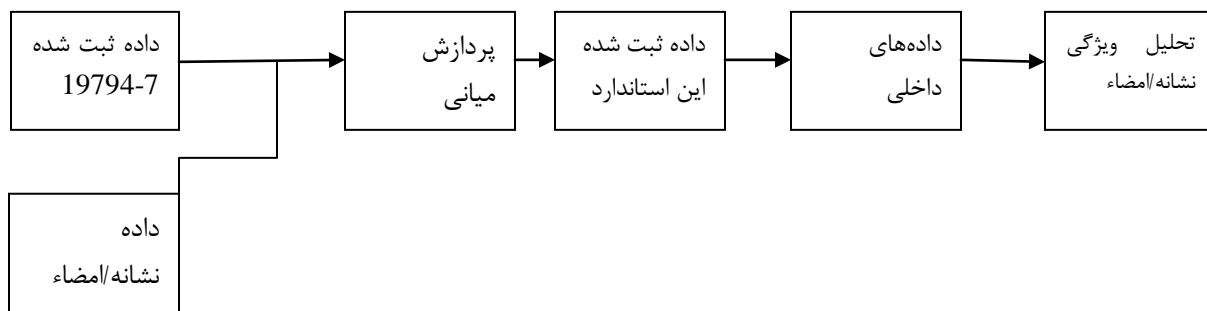 داده ثبت شده
19794-7
پردازش
میانی
داده ثبت شده
این استاندارد
داده‌های
داخلی
تحلیل ویژگی
نشانه/امضاء
داده
نشانه/امضاء